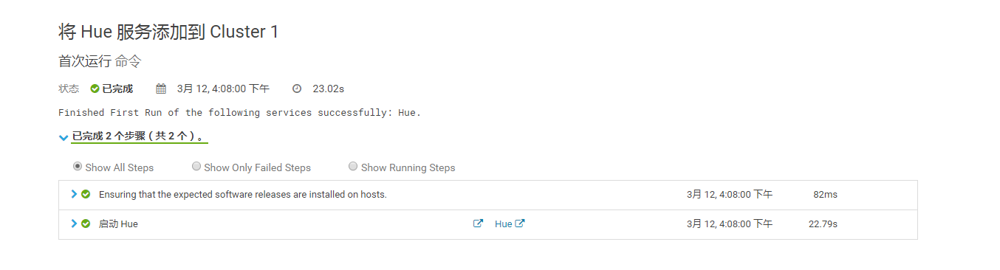 将 Hue 服务添加到 Cluster 1
首次运行 命令
状态 已完成 3月 12, 4:08:00 下午 23.02s
Finished First Run of the following services successfully: Hue.
已完成 2 个步骤（共 2 个）。
Show All Steps Show Only Failed Steps Show Running Steps
Ensuring that the expected software releases are installed on hosts. 3月 12, 4:08:00 下午 82ms
启动 Hue Hue 3月 12, 4:08:00 下午 22.79s